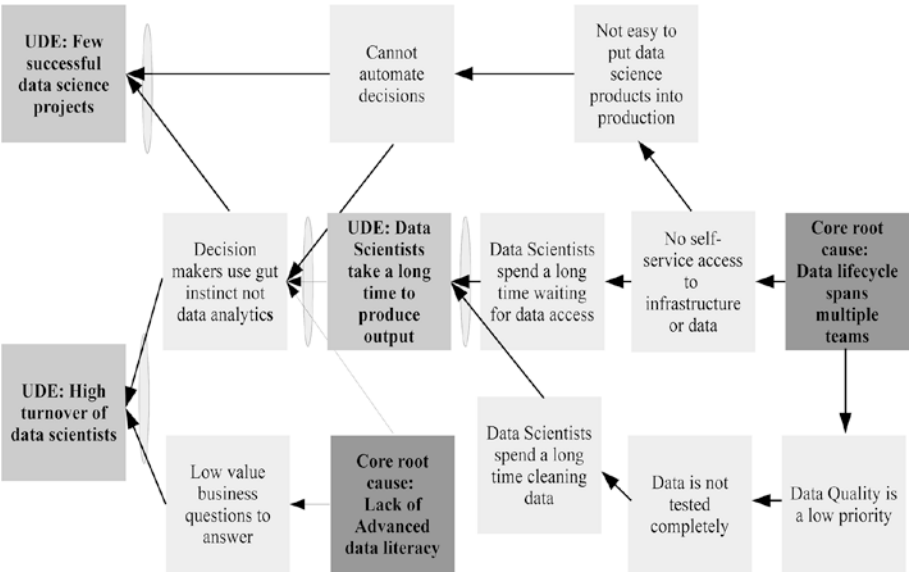 UDE: Few
successful
data science
projects
Cannot
automate
decisions
Not easy to
put data
science
products into
production
Decision
makers use gut
instinct not
data analytics
UDE: Data
Scientists
take a long
time to
produce
output
Data Scientists
spend a long
time waiting
for data access
No self-
service access
to
infrastructure
or data
Core root
cause:
Data lifecycle
spans
multiple
teams
UDE: High
turnover of
data scientists
Low value
business
questions to
answer
Core root
cause:
Lack of
Advanced
data literacy
Data Scientists
spend a long
time cleaning
data
Data is not
tested
completely
Data Quality is
a low priority